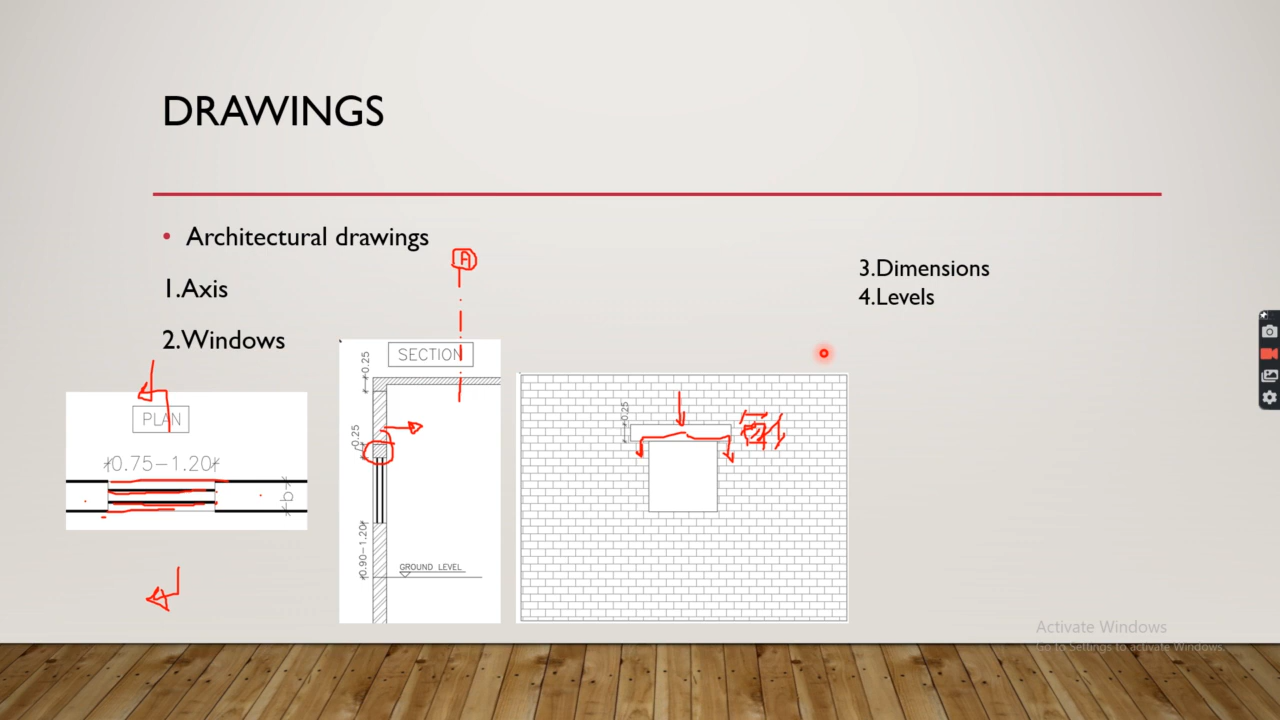 DRAWINGS
• Architectural drawings
1.Axis
2.Windows
3.Dimensions
4.Levels
A
PLAN
0.75-1.20
b
SECTION
0.25
0.25
0.90-1.20
GROUND LEVEL
0.25
Activate Windows
Go to Settings to activate Windows.